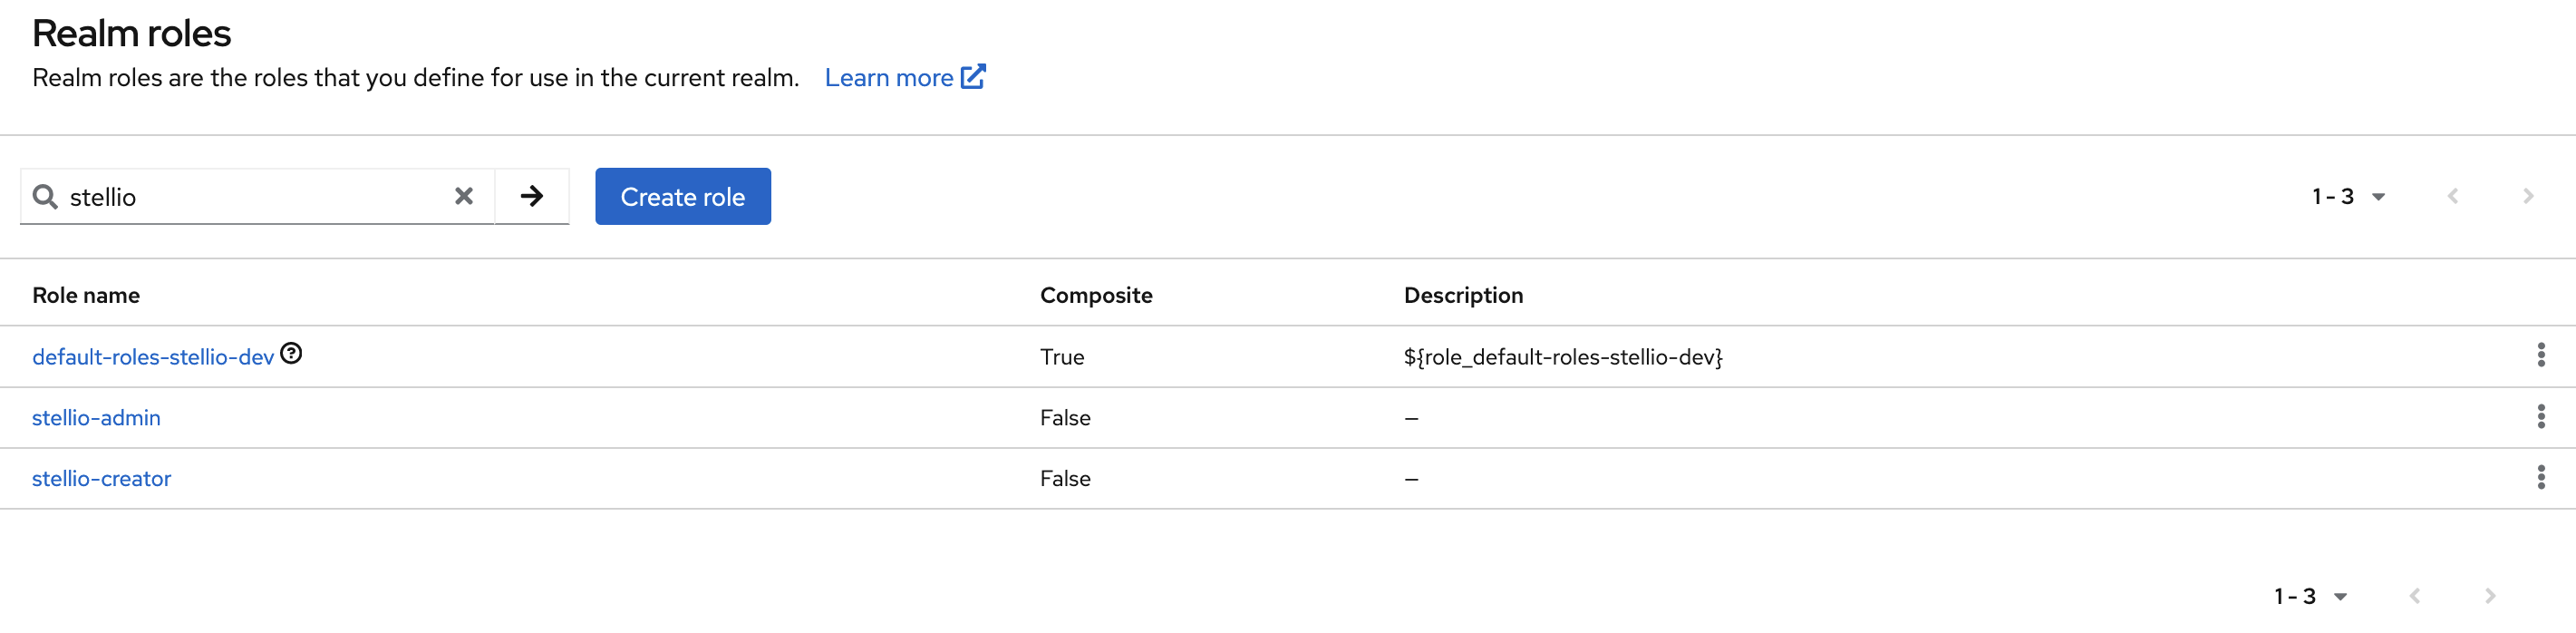 Realm roles
Realm roles are the roles that you define for use in the current realm. Learn more
stellio Create role 1 - 3
Role name Composite Description
default-roles-stellio-dev True ${role_default-roles-stellio-dev}
stellio-admin False –
stellio-creator False –
1 - 3